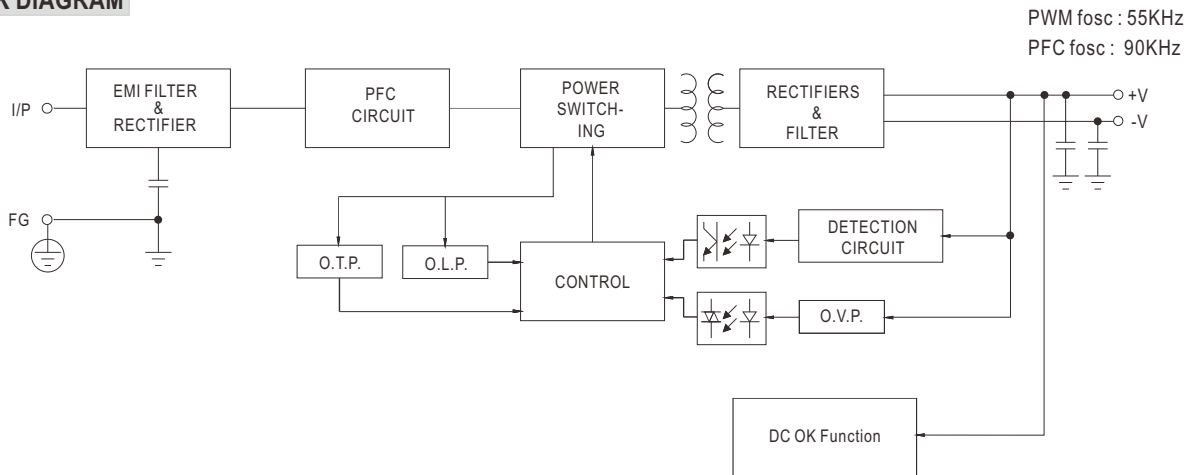 DIAGRAM
PWM fosc : 55KHz
PFC fosc : 90KHz
I/P
EMI FILTER
&
RECTIFIER
PFC
CIRCUIT
POWER
SWITCH-
ING
RECTIFIERS
&
FILTER
+V
-V
FG
O.T.P.
O.L.P.
CONTROL
DETECTION
CIRCUIT
O.V.P.
DC OK Function